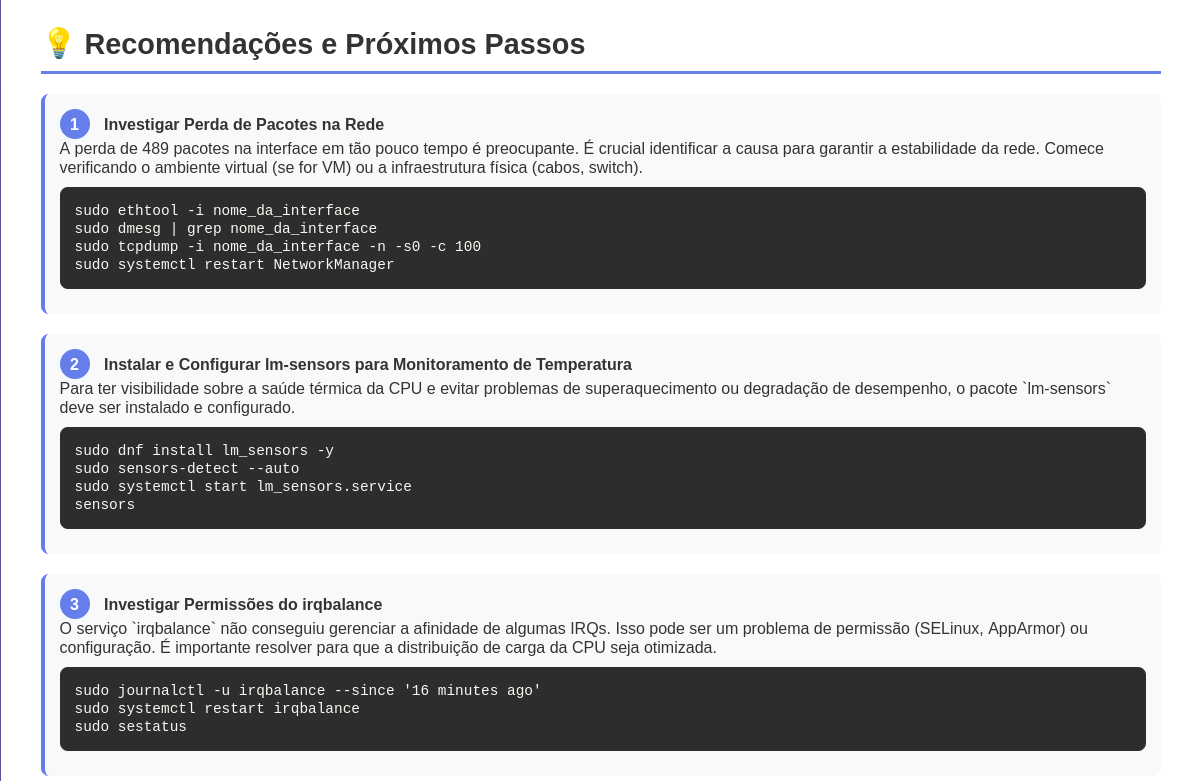 💡 Recomendações e Próximos Passos
1 Investigar Perda de Pacotes na Rede
A perda de 489 pacotes na interface em tão pouco tempo é preocupante. É crucial identificar a causa para garantir a estabilidade da rede. Comece
verificando o ambiente virtual (se for VM) ou a infraestrutura física (cabos, switch).
sudo ethtool -i nome_da_interface
sudo dmesg | grep nome_da_interface
sudo tcpdump -i nome_da_interface -n -s0 -c 100
sudo systemctl restart NetworkManager
2 Instalar e Configurar lm-sensors para Monitoramento de Temperatura
Para ter visibilidade sobre a saúde térmica da CPU e evitar problemas de superaquecimento ou degradação de desempenho, o pacote `lm-sensors`
deve ser instalado e configurado.
sudo dnf install lm_sensors -y
sudo sensors-detect --auto
sudo systemctl start lm_sensors.service
sensors
3 Investigar Permissões do irqbalance
O serviço `irqbalance` não conseguiu gerenciar a afinidade de algumas IRQs. Isso pode ser um problema de permissão (SELinux, AppArmor) ou
configuração. É importante resolver para que a distribuição de carga da CPU seja otimizada.
sudo journalctl -u irqbalance --since '16 minutes ago'
sudo systemctl restart irqbalance
sudo sestatus